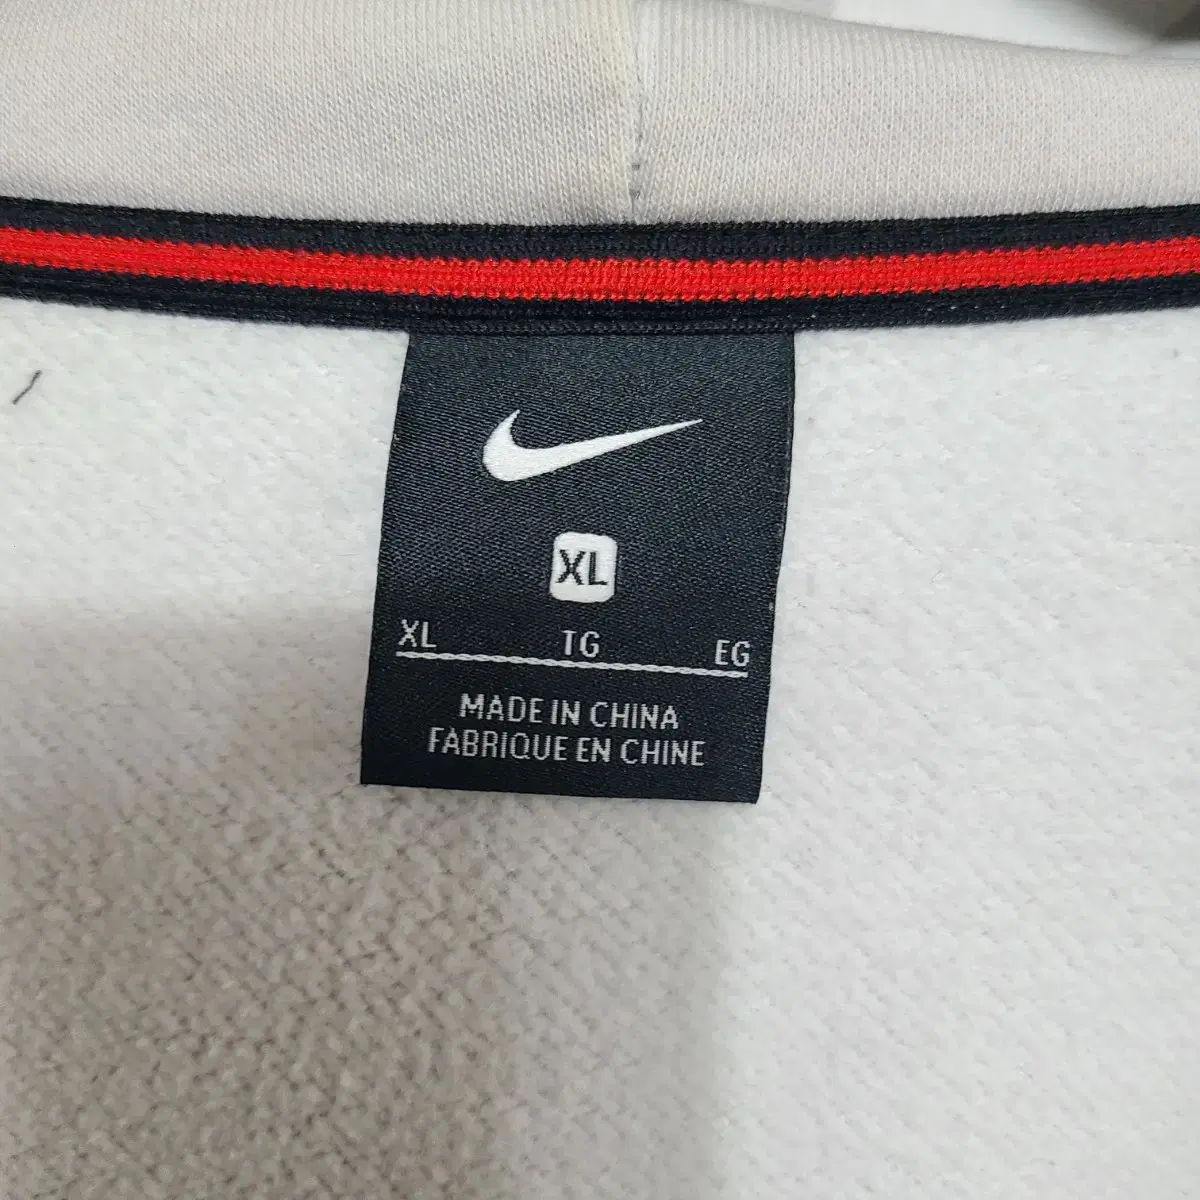 XL
XL TG EG
MADE IN CHINA
FABRIQUE EN CHINE